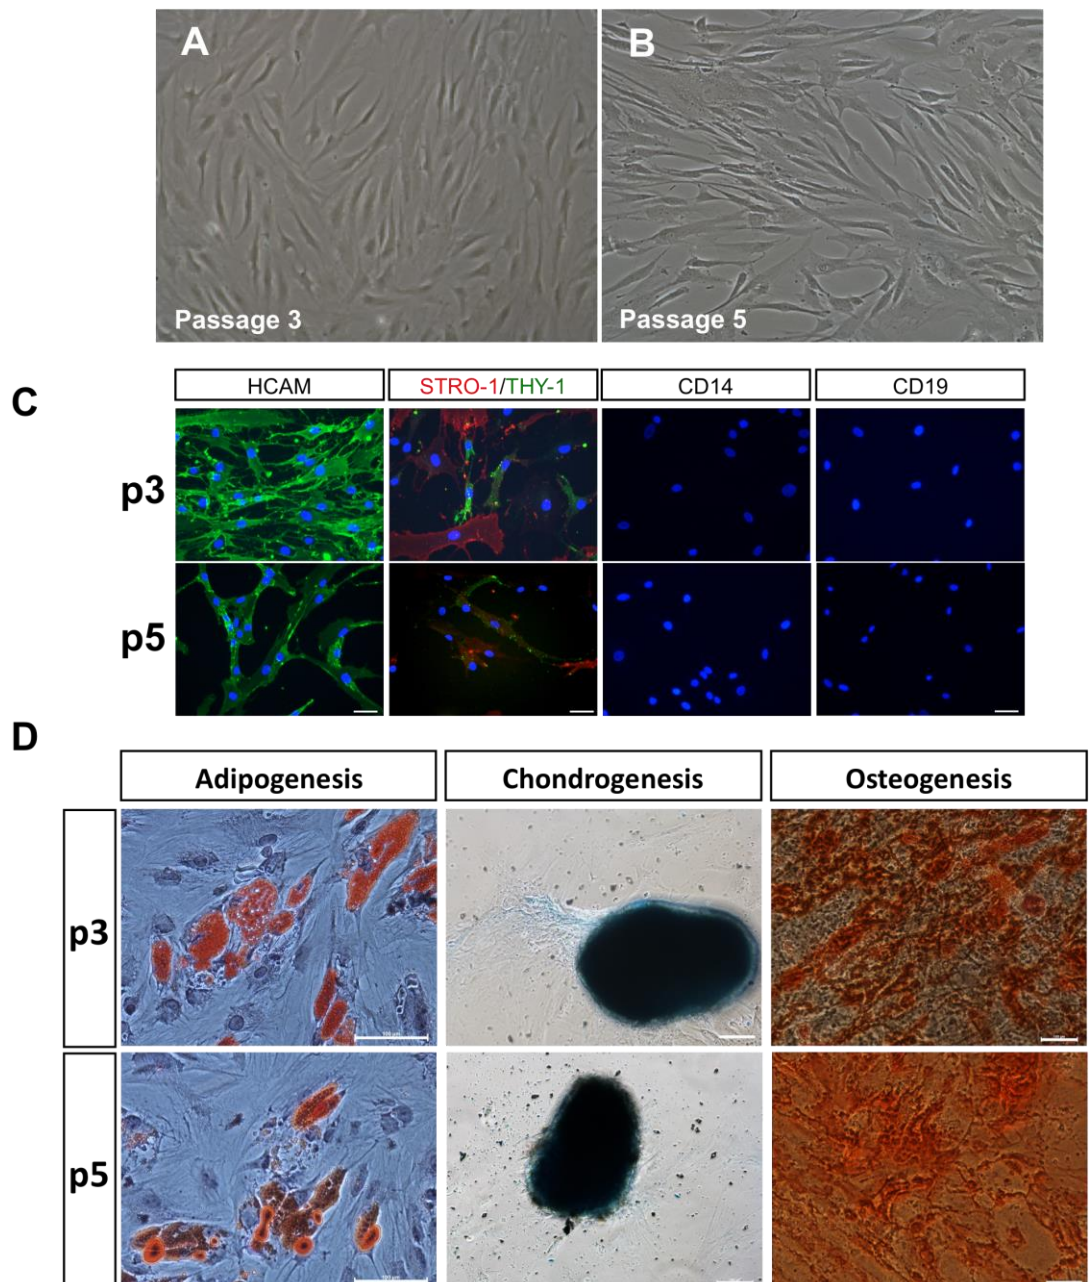 A
B
Passage 3
Passage 5
C
HCAM
STRO-1/THY-1
CD14
CD19
p3
p5
D
Adipogenesis
Chondrogenesis
Osteogenesis
p3
p5